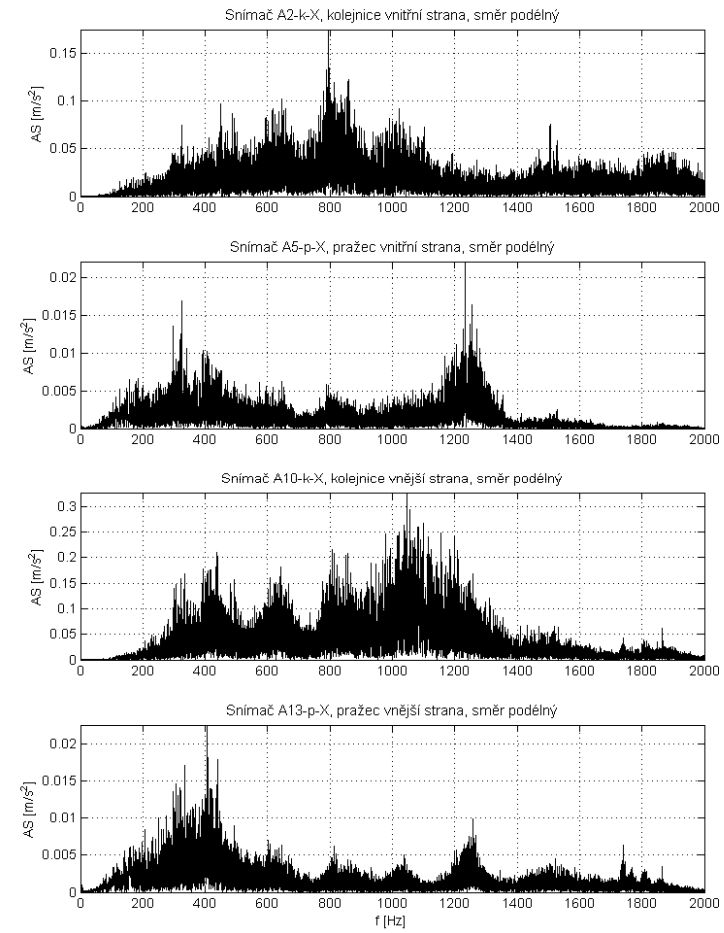 Snímač A2-k-X, kolejnice vnitřní strana, směr podélný
AS [m/s²]
0.15
0.1
0.05
0
0 200 400 600 800 1000 1200 1400 1600 1800 2000
Snímač A5-p-X, pražec vnitřní strana, směr podélný
AS [m/s²]
0.02
0.015
0.01
0.005
0
0 200 400 600 800 1000 1200 1400 1600 1800 2000
Snímač A10-k-X, kolejnice vnější strana, směr podélný
AS [m/s²]
0.3
0.25
0.2
0.15
0.1
0.05
0
0 200 400 600 800 1000 1200 1400 1600 1800 2000
Snímač A13-p-X, pražec vnější strana, směr podélný
AS [m/s²]
0.02
0.015
0.01
0.005
0
0 200 400 600 800 1000 1200 1400 1600 1800 2000
f [Hz]